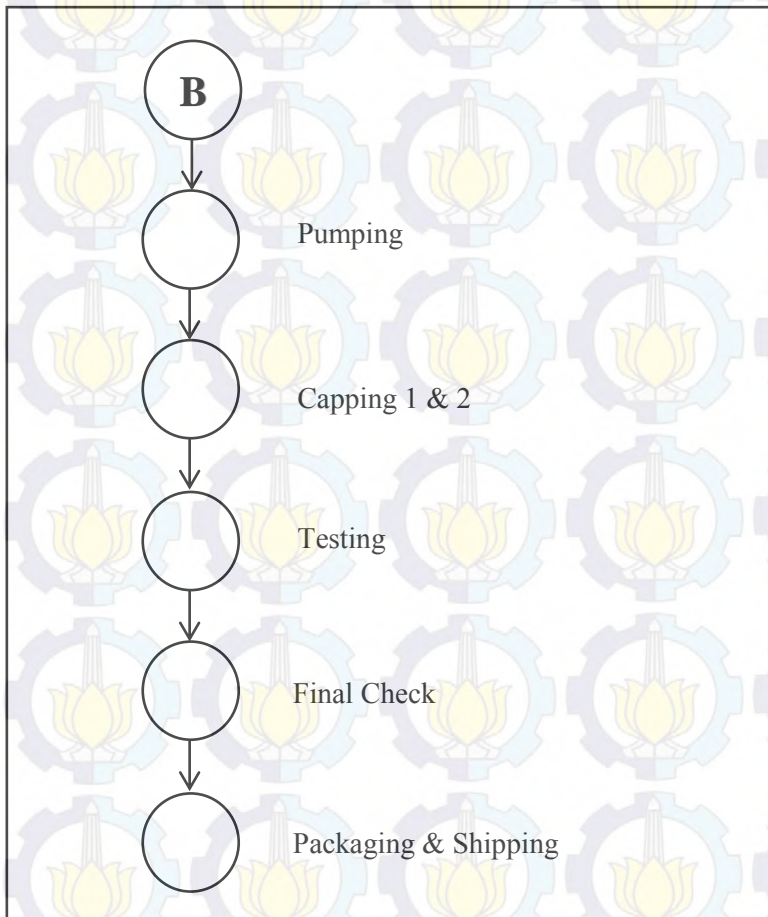 B
Pumping
Capping 1 & 2
Testing
Final Check
Packaging & Shipping